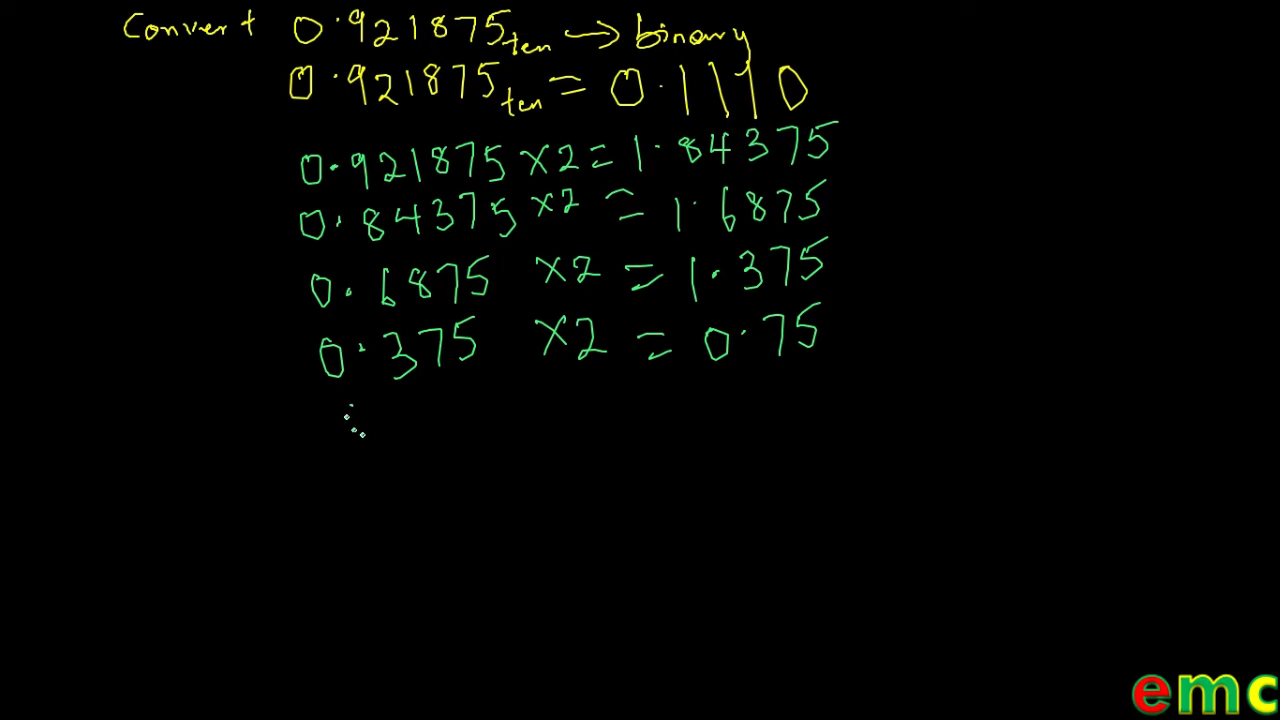 Convert 0.921875ten → binary
0.921875ten = 0.1110
0.921875 x2 = 1.84375
0.84375 x2 = 1.6875
0.6875 x2 = 1.375
0.375 x2 = 0.75
emc